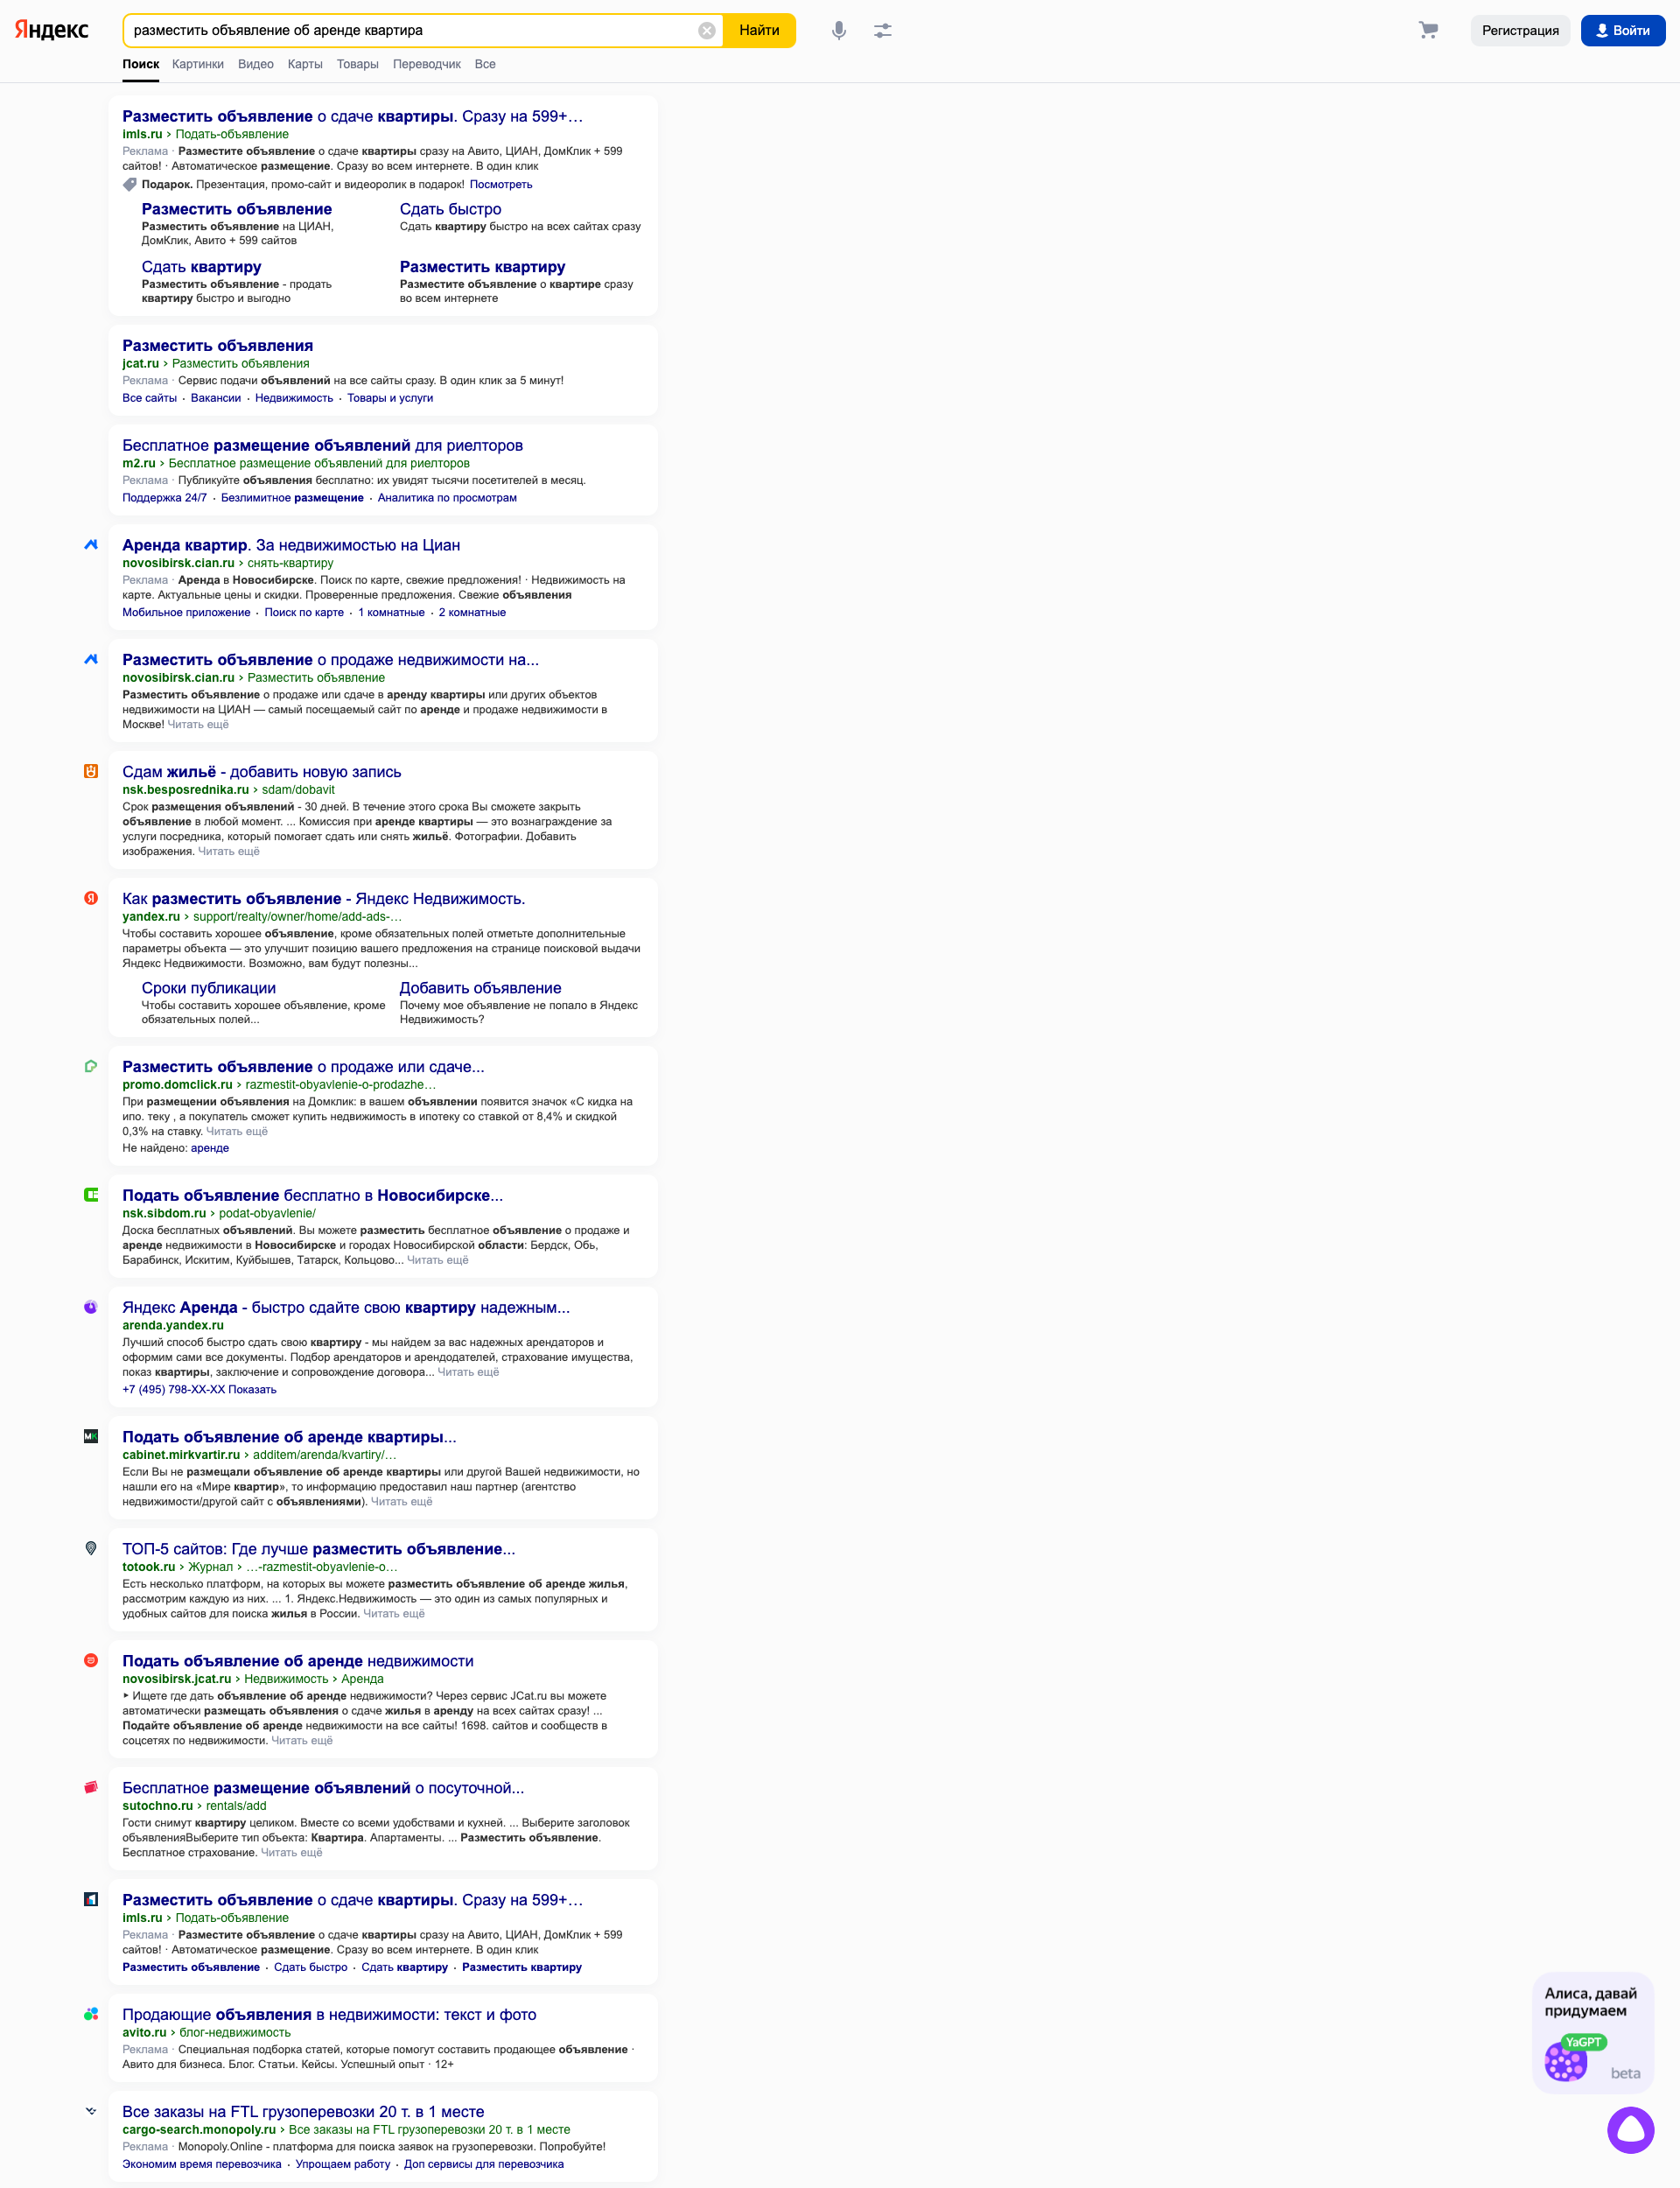 Яндекс
разместить объявление об аренде квартира
Найти
Регистрация
Войти
Поиск Картинки Видео Карты Товары Переводчик Все
Разместить объявление о сдаче квартиры. Сразу на 599+...
imls.ru › Подать-объявление
Реклама · Разместите объявление о сдаче квартиры сразу на Авито, ЦИАН, ДомКлик + 599
сайтов! · Автоматическое размещение. Сразу во всем интернете. В один клик
Подарок. Презентация, промо-сайт и видеоролик в подарок! Посмотреть
Разместить объявление
Разместить объявление на ЦИАН,
ДомКлик, Авито + 599 сайтов
Сдать быстро
Сдать квартиру быстро на всех сайтах сразу
Сдать квартиру
Разместить объявление - продать
квартиру быстро и выгодно
Разместить квартиру
Разместите объявление о квартире сразу
во всем интернете
Разместить объявления
jcat.ru › Разместить объявления
Реклама · Сервис подачи объявлений на все сайты сразу. В один клик за 5 минут!
Все сайты · Вакансии · Недвижимость · Товары и услуги
Бесплатное размещение объявлений для риелторов
m2.ru › Бесплатное размещение объявлений для риелторов
Реклама · Публикуйте объявления бесплатно: их увидят тысячи посетителей в месяц.
Поддержка 24/7 · Безлимитное размещение · Аналитика по просмотрам
Аренда квартир. За недвижимостью на Циан
novosibirsk.cian.ru › снять-квартиру
Реклама · Аренда в Новосибирске. Поиск по карте, свежие предложения! · Недвижимость на
карте. Актуальные цены и скидки. Проверенные предложения. Свежие объявления
Мобильное приложение · Поиск по карте · 1 комнатные · 2 комнатные
Разместить объявление о продаже недвижимости на...
novosibirsk.cian.ru › Разместить объявление
Разместить объявление о продаже или сдаче в аренду квартиры или других объектов
недвижимости на ЦИАН — самый посещаемый сайт по аренде и продаже недвижимости в
Москве! Читать ещё
Сдам жильё - добавить новую запись
nsk.besposrednika.ru › sdam/dobavit
Срок размещения объявлений - 30 дней. В течение этого срока Вы сможете закрыть
объявление в любой момент. ... Комиссия при аренде квартиры — это вознаграждение за
услуги посредника, который помогает сдать или снять жильё. Фотографии. Добавить
изображения. Читать ещё
Как разместить объявление - Яндекс Недвижимость.
yandex.ru › support/realty/owner/home/add-ads-...
Чтобы составить хорошее объявление, кроме обязательных полей отметьте дополнительные
параметры объекта — это улучшит позицию вашего предложения на странице поисковой выдачи
Яндекс Недвижимости. Возможно, вам будут полезны...
Сроки публикации
Чтобы составить хорошее объявление, кроме
обязательных полей...
Добавить объявление
Почему мое объявление не попало в Яндекс
Недвижимость?
Разместить объявление о продаже или сдаче...
promo.domclick.ru › razmestit-obyavlenie-o-prodazhe...
При размещении объявления на Домклик: в вашем объявлении появится значок «С кидка на
ипо. теку , а покупатель сможет купить недвижимость в ипотеку со ставкой от 8,4% и скидкой
0,3% на ставку. Читать ещё
Не найдено: аренде
Подать объявление бесплатно в Новосибирске...
nsk.sibdom.ru › podat-obyavlenie/
Доска бесплатных объявлений. Вы можете разместить бесплатное объявление о продаже и
аренде недвижимости в Новосибирске и городах Новосибирской области: Бердск, Обь,
Барабинск, Искитим, Куйбышев, Татарск, Кольцово... Читать ещё
Яндекс Аренда - быстро сдайте свою квартиру надежным...
arenda.yandex.ru
Лучший способ быстро сдать свою квартиру - мы найдем за вас надежных арендаторов и
оформим сами все документы. Подбор арендаторов и арендодателей, страхование имущества,
показ квартиры, заключение и сопровождение договора... Читать ещё
+7 (495) 798-XX-XX Показать
МК
Подать объявление об аренде квартиры...
cabinet.mirkvartir.ru › additem/arenda/kvartiry/...
Если Вы не размещали объявление об аренде квартиры или другой Вашей недвижимости, но
нашли его на «Мире квартир», то информацию предоставил наш партнер (агентство
недвижимости/другой сайт с объявлениями). Читать ещё
ТОП-5 сайтов: Где лучше разместить объявление...
totook.ru › Журнал › ...-razmestit-obyavlenie-o...
Есть несколько платформ, на которых вы можете разместить объявление об аренде жилья,
рассмотрим каждую из них. ... 1. Яндекс.Недвижимость — это один из самых популярных и
удобных сайтов для поиска жилья в России. Читать ещё
Подать объявление об аренде недвижимости
novosibirsk.jcat.ru › Недвижимость › Аренда
‣ Ищете где дать объявление об аренде недвижимости? Через сервис JCat.ru вы можете
автоматически размещать объявления о сдаче жилья в аренду на всех сайтах сразу! ...
Подайте объявление об аренде недвижимости на все сайты! 1698. сайтов и сообществ в
соцсетях по недвижимости. Читать ещё
Бесплатное размещение объявлений о посуточной...
sutochno.ru › rentals/add
Гости снимут квартиру целиком. Вместе со всеми удобствами и кухней. ... Выберите заголовок
объявленияВыберите тип объекта: Квартира. Апартаменты. ... Разместить объявление.
Бесплатное страхование. Читать ещё
Разместить объявление о сдаче квартиры. Сразу на 599+...
imls.ru › Подать-объявление
Реклама · Разместите объявление о сдаче квартиры сразу на Авито, ЦИАН, ДомКлик + 599
сайтов! · Автоматическое размещение. Сразу во всем интернете. В один клик
Разместить объявление · Сдать быстро · Сдать квартиру · Разместить квартиру
Продающие объявления в недвижимости: текст и фото
avito.ru › блог-недвижимость
Реклама · Специальная подборка статей, которые помогут составить продающее объявление ·
Авито для бизнеса. Блог. Статьи. Кейсы. Успешный опыт · 12+
Все заказы на FTL грузоперевозки 20 т. в 1 месте
cargo-search.monopoly.ru › Все заказы на FTL грузоперевозки 20 т. в 1 месте
Реклама · Monopoly.Online - платформа для поиска заявок на грузоперевозки. Попробуйте!
Экономим время перевозчика · Упрощаем работу · Доп сервисы для перевозчика
Алиса, давай
придумаем
YaGPT
beta